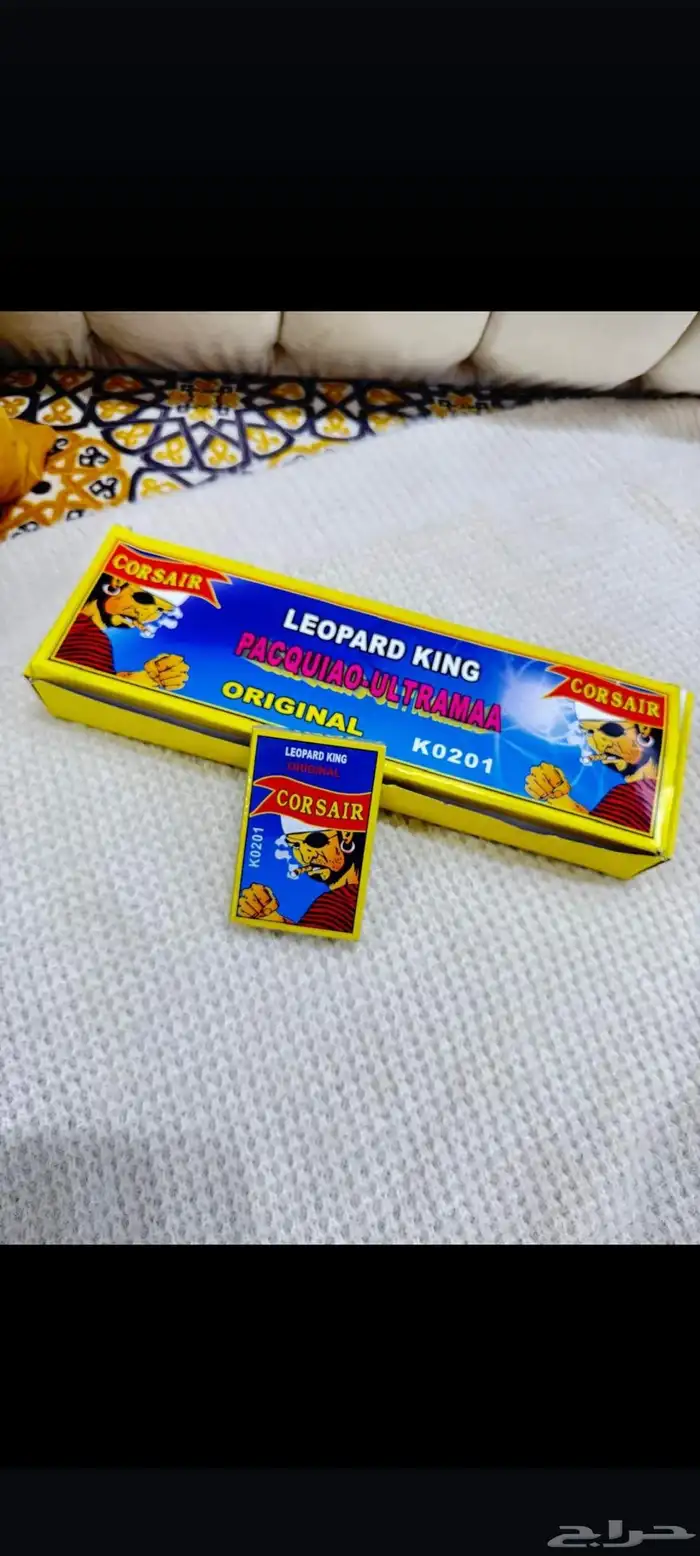 CORSAIR
LEOPARD KING
PACQUIAO-ULTRAMAA
ORIGINAL
K0201
CORSAIR
LEOPARD KING
ORIGINAL
CORSAIR
K0201
حراج